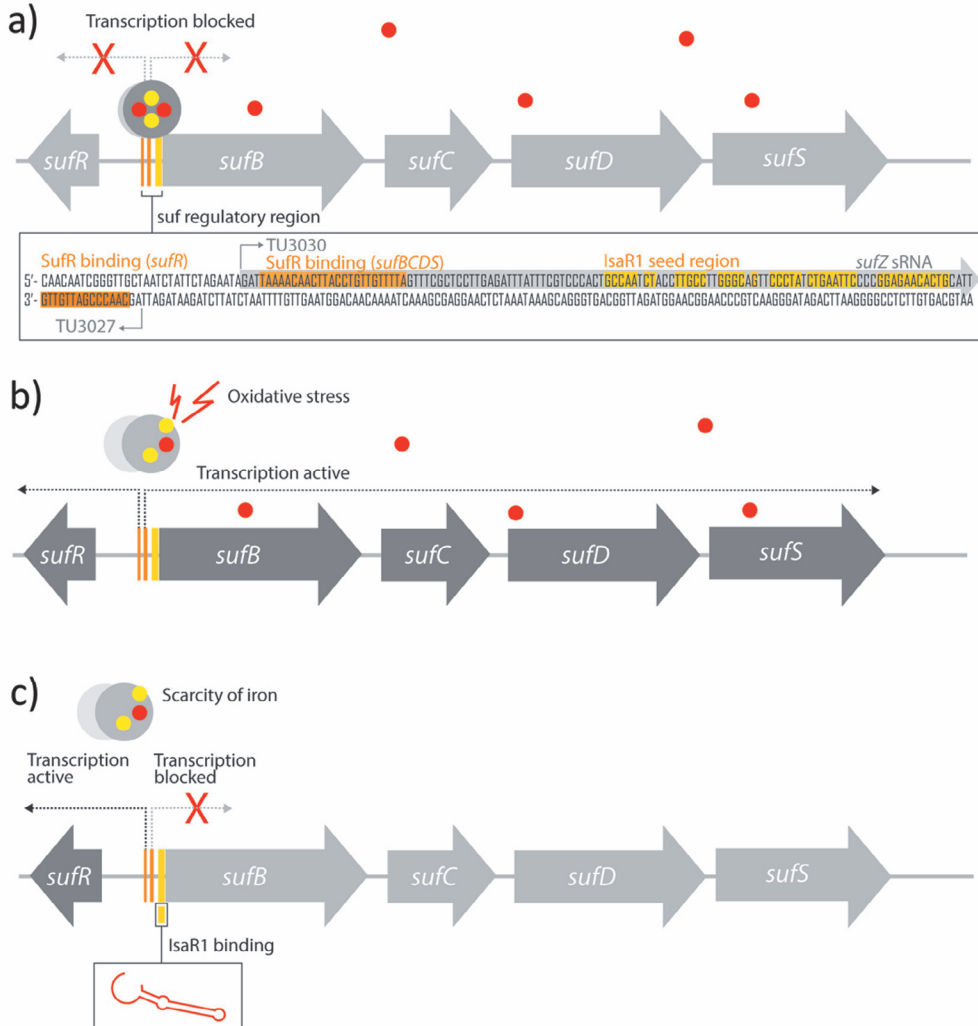 a)
Transcription blocked
X X
sufR sufB sufC sufD sufS
suf regulatory region
TU3030
SufR binding (sufR) SufR binding (sufBCDS) IsaR1 seed region sufZ sRNA
5'- CAACAATCGGGTTGCTAATCTATTCTAGAATAGATTAAAACAACTTACCTGTTGTTTTAGTTTCGCTCCTTGAGATTTATTTCGTCCCACTGCCAATCTACCTTGCCTTGGGCAGTTCCCTATCTGAATTCCCCGGAGAACACTGCATT
3'- GTTGTTAGCCCAACGATTAGATAAGATCTTATCTAATTTTGTTGAATGGACAACAAAATCAAAGCGAGGAACTCTAAATAAAGCAGGGTGACGGTTAGATGGAACGGAACCCGTCAAGGGATAGACTTAAGGGGCCTCTTGTGACGTAA
TU3027
b)
Oxidative stress
Transcription active
sufR sufB sufC sufD sufS
c)
Scarcity of iron
Transcription active
Transcription blocked
X
sufR sufB sufC sufD sufS
IsaR1 binding